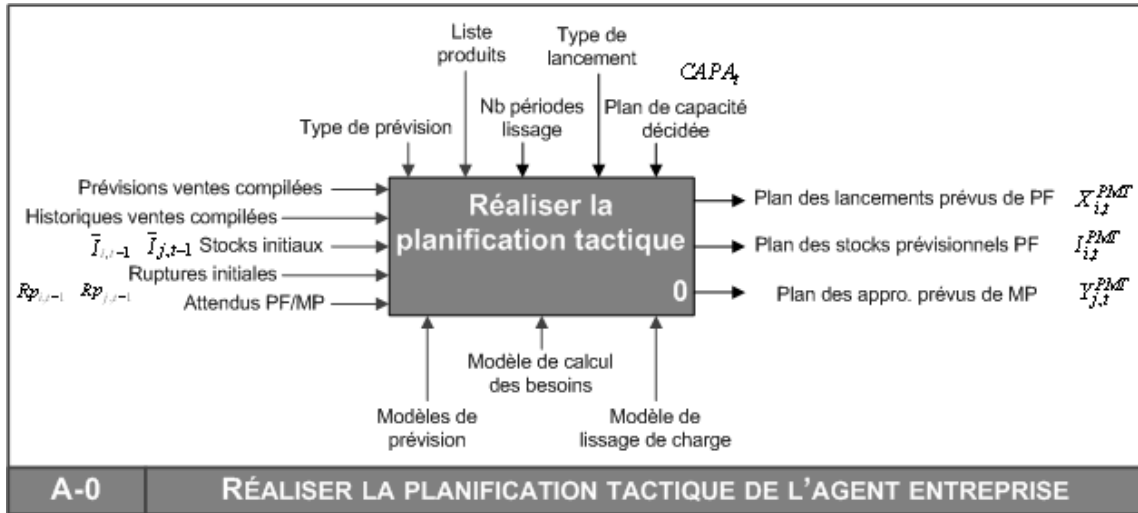 Liste
produits
Type de
lancement
CAPA_t
Nb périodes
lissage
Plan de capacité
décidée
Type de prévision
Prévisions ventes compilées
Historiques ventes compilées
Ī_{i,t-1} Ī_{j,t-1} Stocks initiaux
Ruptures initiales
Rp_{i,t-1} Rp_{j,t-1}
Attendus PF/MP
Réaliser la
planification tactique
0
Plan des lancements prévus de PF X_{i,t}^{PMT}
Plan des stocks prévisionnels PF I_{i,t}^{PMT}
Plan des appro. prévus de MP Y_{j,t}^{PMT}
Modèles de
prévision
Modèle de calcul
des besoins
Modèle de
lissage de charge
A-0 RÉALISER LA PLANIFICATION TACTIQUE DE L'AGENT ENTREPRISE